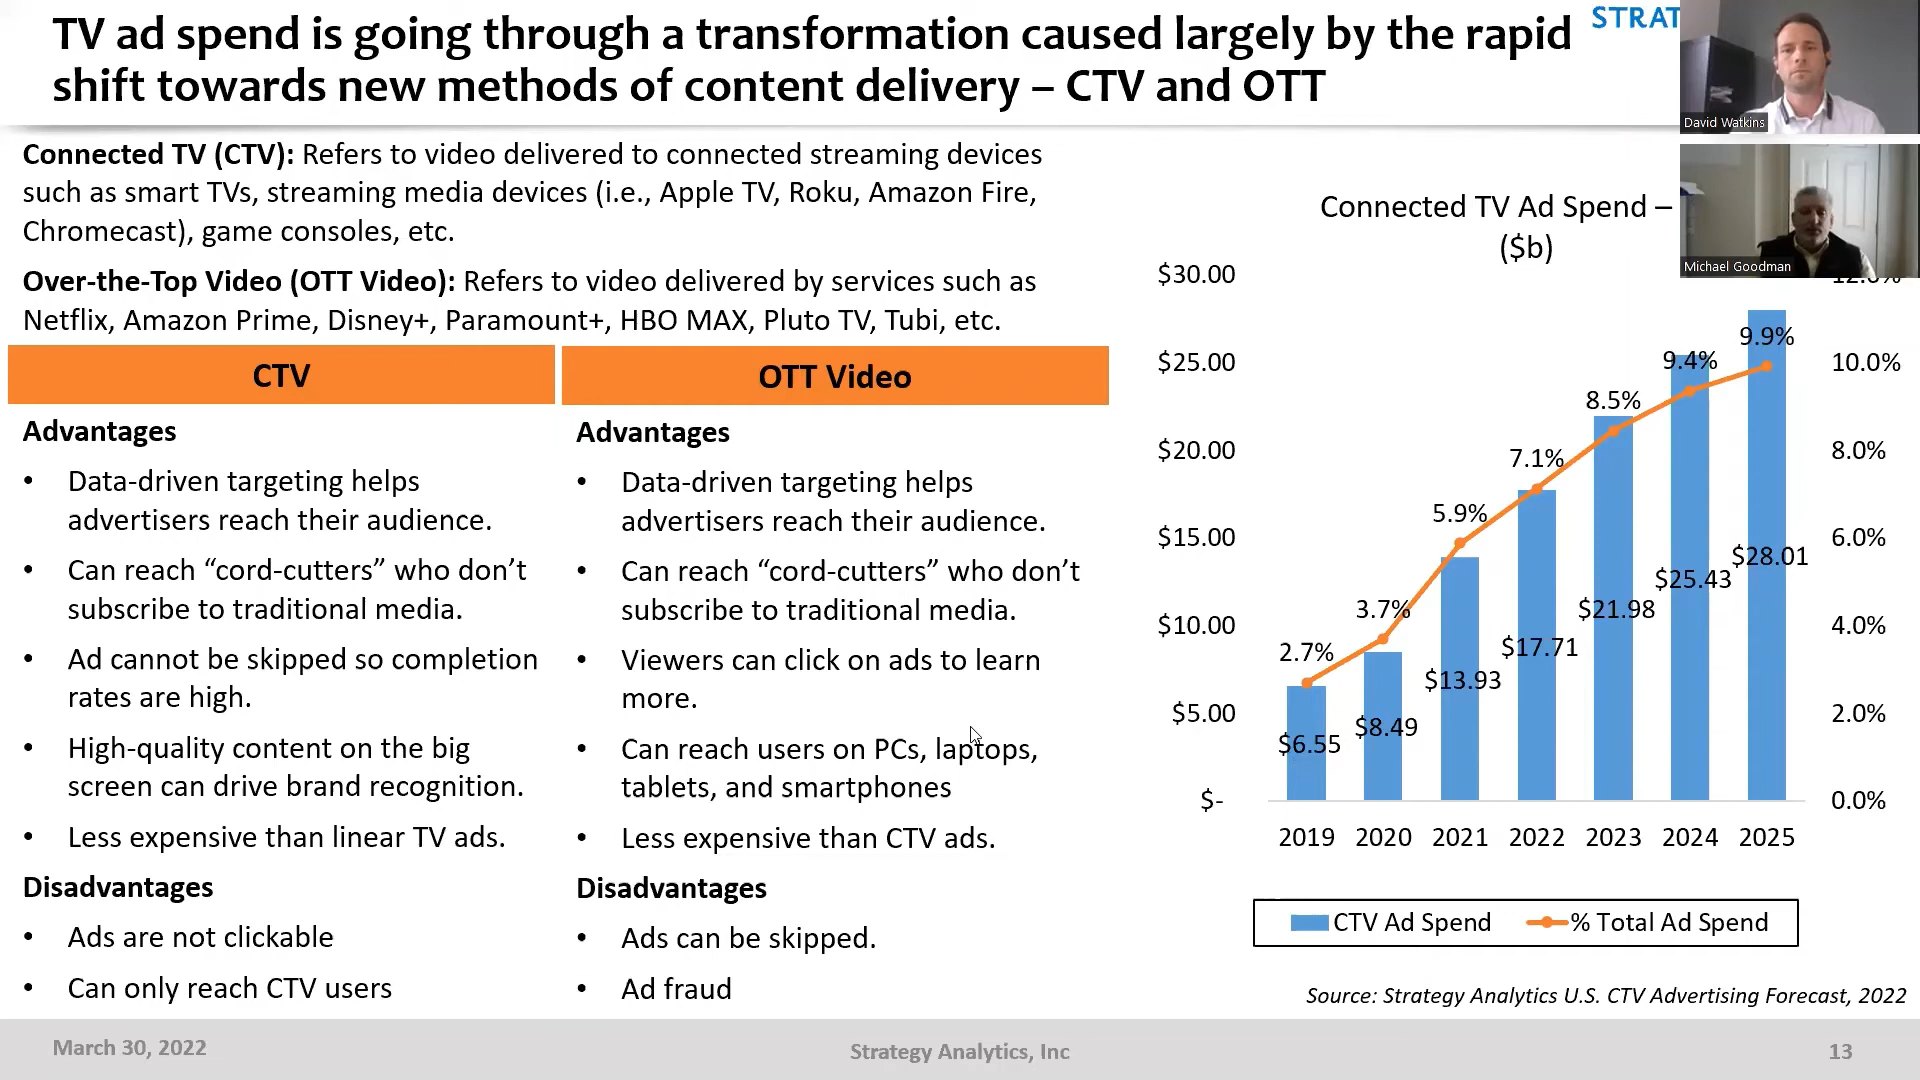 TV ad spend is going through a transformation caused largely by the rapid
shift towards new methods of content delivery – CTV and OTT
STRAT
David Watkins
Michael Goodman
Connected TV (CTV): Refers to video delivered to connected streaming devices
such as smart TVs, streaming media devices (i.e., Apple TV, Roku, Amazon Fire,
Chromecast), game consoles, etc.
Over-the-Top Video (OTT Video): Refers to video delivered by services such as
Netflix, Amazon Prime, Disney+, Paramount+, HBO MAX, Pluto TV, Tubi, etc.
CTV
Advantages
• Data-driven targeting helps
advertisers reach their audience.
• Can reach “cord-cutters” who don’t
subscribe to traditional media.
• Ad cannot be skipped so completion
rates are high.
• High-quality content on the big
screen can drive brand recognition.
• Less expensive than linear TV ads.
Disadvantages
• Ads are not clickable
• Can only reach CTV users
OTT Video
Advantages
• Data-driven targeting helps
advertisers reach their audience.
• Can reach “cord-cutters” who don’t
subscribe to traditional media.
• Viewers can click on ads to learn
more.
• Can reach users on PCs, laptops,
tablets, and smartphones
• Less expensive than CTV ads.
Disadvantages
• Ads can be skipped.
• Ad fraud
Connected TV Ad Spend –
($b)
$30.00
$25.00
$20.00
$15.00
$10.00
$5.00
$-
12.0%
10.0%
8.0%
6.0%
4.0%
2.0%
0.0%
2.7%
3.7%
5.9%
7.1%
8.5%
9.4%
9.9%
$6.55
$8.49
$13.93
$17.71
$21.98
$25.43
$28.01
2019 2020 2021 2022 2023 2024 2025
CTV Ad Spend % Total Ad Spend
Source: Strategy Analytics U.S. CTV Advertising Forecast, 2022
March 30, 2022
Strategy Analytics, Inc
13